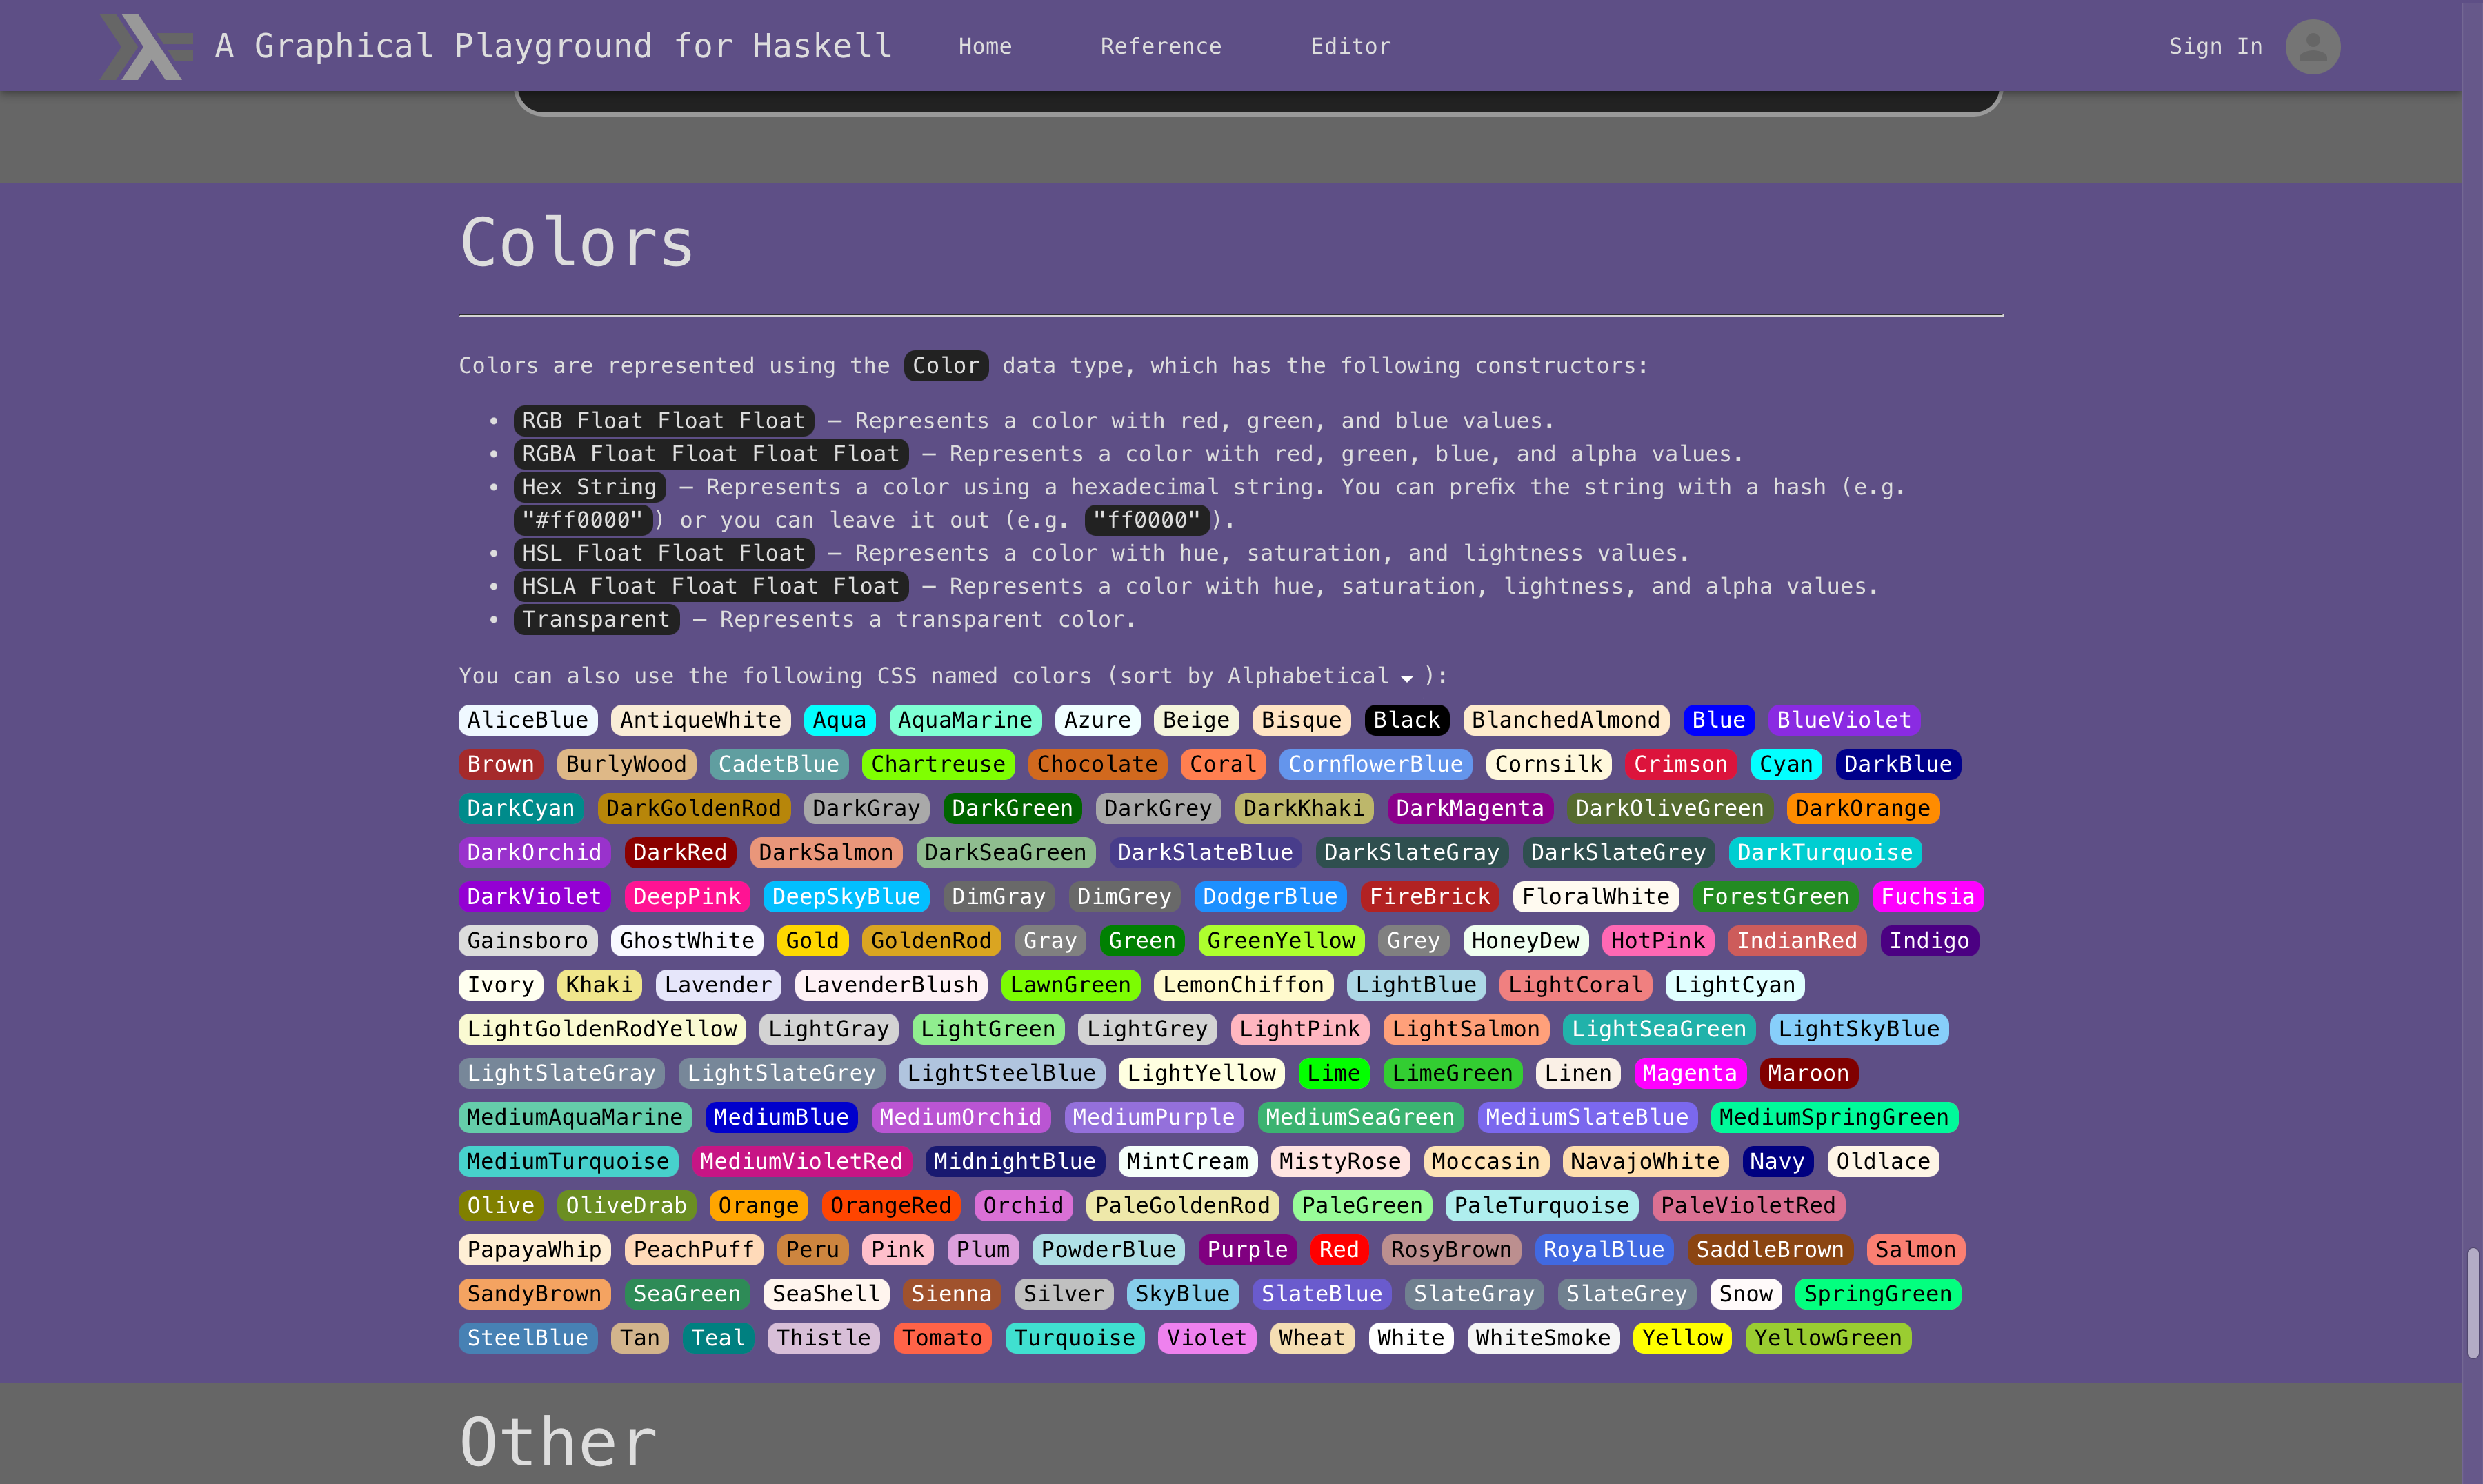 A Graphical Playground for Haskell Home Reference Editor Sign In
Colors
Colors are represented using the Color data type, which has the following constructors:
• RGB Float Float Float — Represents a color with red, green, and blue values.
• RGBA Float Float Float Float — Represents a color with red, green, blue, and alpha values.
• Hex String — Represents a color using a hexadecimal string. You can prefix the string with a hash (e.g.
"#ff0000") or you can leave it out (e.g. "ff0000").
• HSL Float Float Float — Represents a color with hue, saturation, and lightness values.
• HSLA Float Float Float Float — Represents a color with hue, saturation, lightness, and alpha values.
• Transparent — Represents a transparent color.
You can also use the following CSS named colors (sort by Alphabetical ):
AliceBlue AntiqueWhite Aqua AquaMarine Azure Beige Bisque Black BlanchedAlmond Blue BlueViolet
Brown BurlyWood CadetBlue Chartreuse Chocolate Coral CornflowerBlue Cornsilk Crimson Cyan DarkBlue
DarkCyan DarkGoldenRod DarkGray DarkGreen DarkGrey DarkKhaki DarkMagenta DarkOliveGreen DarkOrange
DarkOrchid DarkRed DarkSalmon DarkSeaGreen DarkSlateBlue DarkSlateGray DarkSlateGrey DarkTurquoise
DarkViolet DeepPink DeepSkyBlue DimGray DimGrey DodgerBlue FireBrick FloralWhite ForestGreen Fuchsia
Gainsboro GhostWhite Gold GoldenRod Gray Green GreenYellow Grey HoneyDew HotPink IndianRed Indigo
Ivory Khaki Lavender LavenderBlush LawnGreen LemonChiffon LightBlue LightCoral LightCyan
LightGoldenRodYellow LightGray LightGreen LightGrey LightPink LightSalmon LightSeaGreen LightSkyBlue
LightSlateGray LightSlateGrey LightSteelBlue LightYellow Lime LimeGreen Linen Magenta Maroon
MediumAquaMarine MediumBlue MediumOrchid MediumPurple MediumSeaGreen MediumSlateBlue MediumSpringGreen
MediumTurquoise MediumVioletRed MidnightBlue MintCream MistyRose Moccasin NavajoWhite Navy Oldlace
Olive OliveDrab Orange OrangeRed Orchid PaleGoldenRod PaleGreen PaleTurquoise PaleVioletRed
PapayaWhip PeachPuff Peru Pink Plum PowderBlue Purple Red RosyBrown RoyalBlue SaddleBrown Salmon
SandyBrown SeaGreen SeaShell Sienna Silver SkyBlue SlateBlue SlateGray SlateGrey Snow SpringGreen
SteelBlue Tan Teal Thistle Tomato Turquoise Violet Wheat White WhiteSmoke Yellow YellowGreen
Other